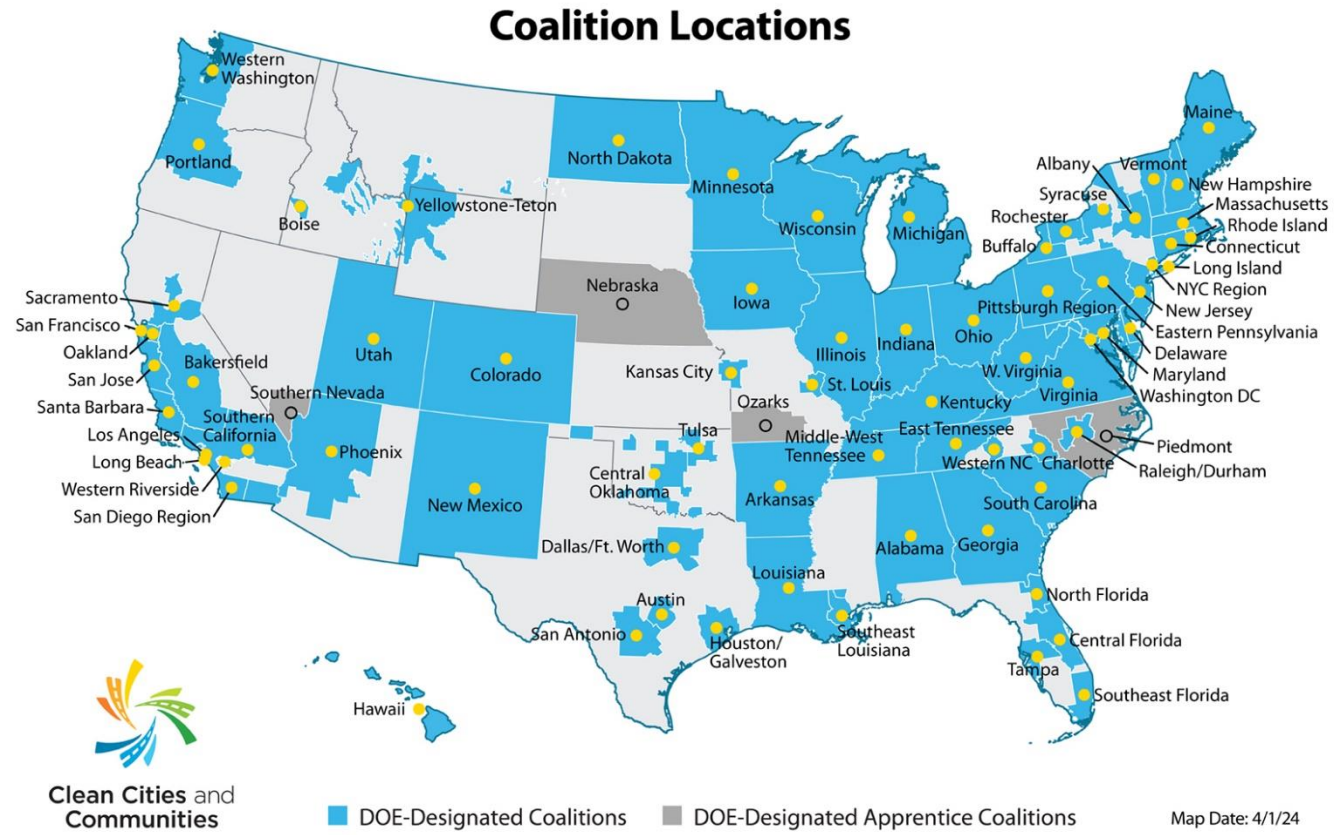 Coalition Locations
Western
Washington
Portland
Boise
Yellowstone-Teton
North Dakota
Minnesota
Wisconsin
Michigan
Maine
Albany
Vermont
Syracuse
New Hampshire
Massachusetts
Rochester
Rhode Island
Buffalo
Connecticut
Long Island
NYC Region
New Jersey
Eastern Pennsylvania
Delaware
Maryland
Washington DC
Pittsburgh Region
Nebraska
Iowa
Illinois
Indiana
Ohio
W. Virginia
Virginia
Sacramento
San Francisco
Oakland
San Jose
Bakersfield
Santa Barbara
Southern Nevada
Southern
California
Los Angeles
Long Beach
Western Riverside
San Diego Region
Utah
Colorado
Kansas City
St. Louis
Kentucky
Ozarks
Phoenix
New Mexico
Tulsa
Central
Oklahoma
Middle-West
Tennessee
East Tennessee
Western NC
Charlotte
Piedmont
Raleigh/Durham
Arkansas
South Carolina
Dallas/Ft. Worth
Alabama
Georgia
Louisiana
Austin
San Antonio
Houston/
Galveston
Southeast
Louisiana
North Florida
Central Florida
Tampa
Southeast Florida
Hawaii
Clean Cities and
Communities
DOE-Designated Coalitions
DOE-Designated Apprentice Coalitions
Map Date: 4/1/24